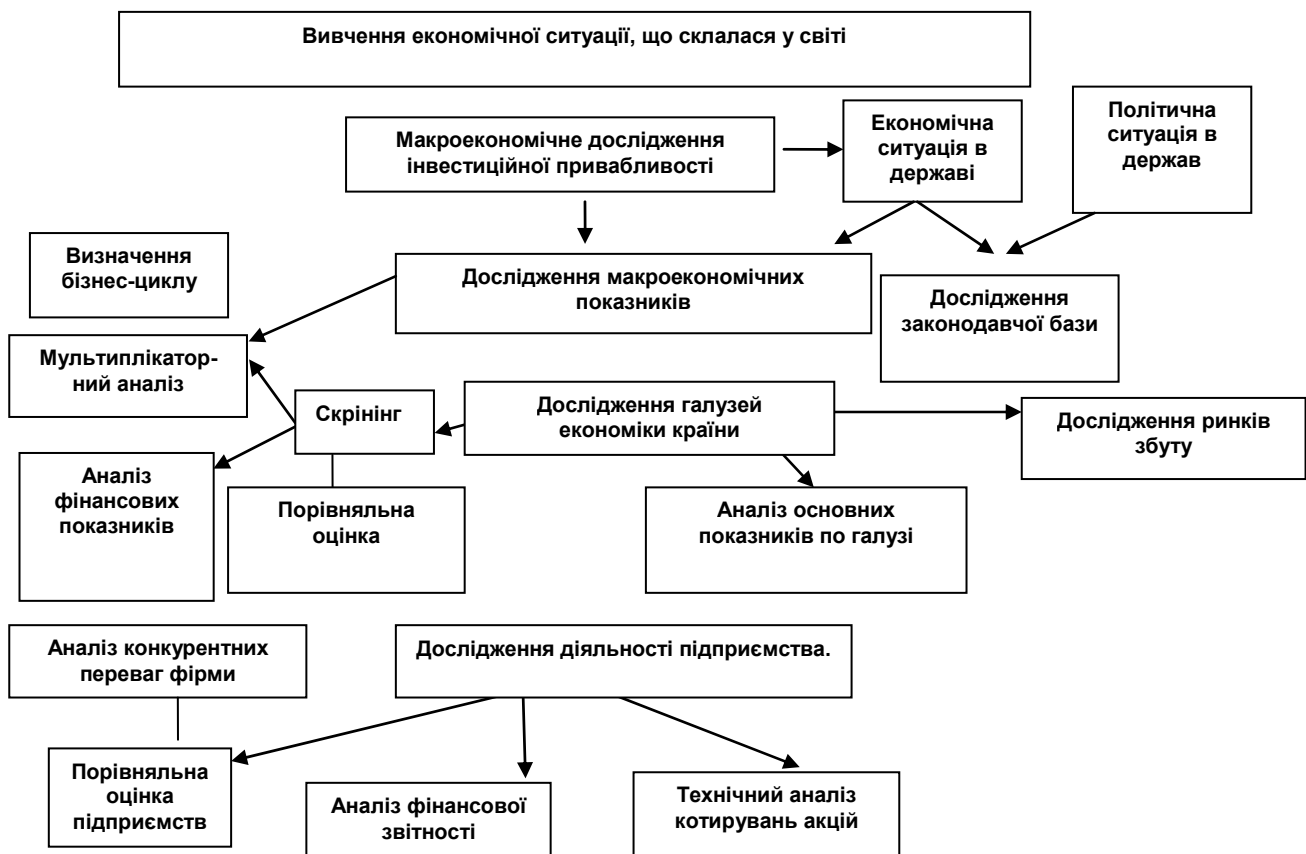 Вивчення економічної ситуації, що склалася у світі
Макроекономічне дослідження
інвестиційної привабливості
Економічна
ситуація в
державі
Політична
ситуація в
держав
Визначення
бізнес-циклу
Дослідження макроекономічних
показників
Дослідження
законодавчої бази
Мультиплікатор-
ний аналіз
Скрінінг
Дослідження галузей
економіки країни
Дослідження ринків
збуту
Аналіз
фінансових
показників
Порівняльна
оцінка
Аналіз основних
показників по галузі
Аналіз конкурентних
переваг фірми
Дослідження діяльності підприємства.
Порівняльна
оцінка
підприємств
Аналіз фінансової
звітності
Технічний аналіз
котирувань акцій